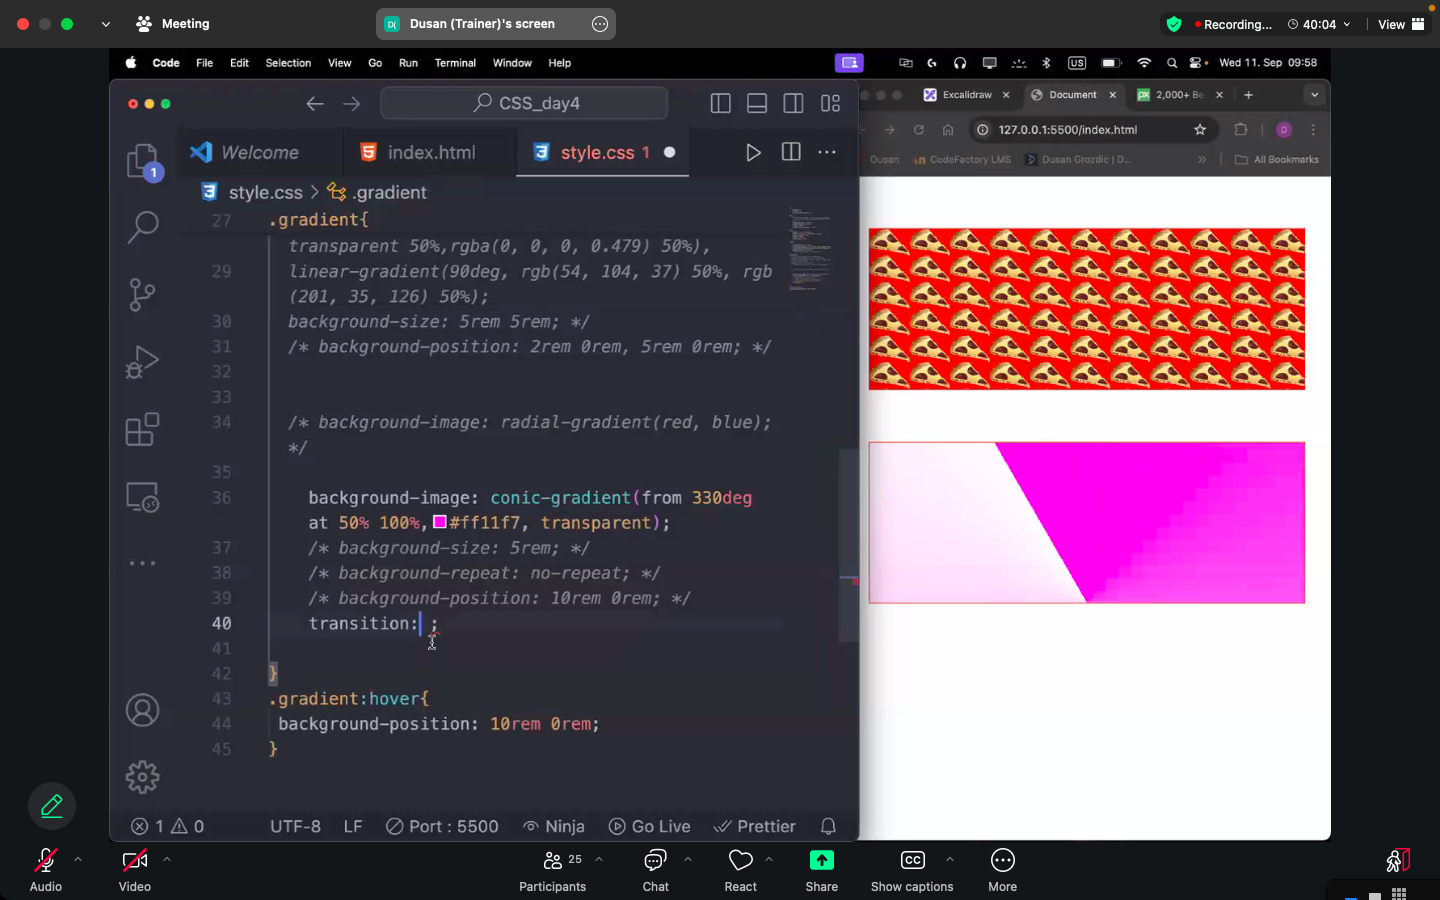 Meeting
D( Dusan (Trainer)'s screen
Recording...
40:04
View
Code File Edit Selection View Go Run Terminal Window Help
US
Wed 11. Sep 09:58
CSS_day4
Excalidraw
Document
2,000+ Be
127.0.0.1:5500/index.html
D
Dusan
CodeFactory LMS
Dusan Grozdic | D...
All Bookmarks
Welcome
index.html
style.css 1
style.css > .gradient
1
27 .gradient{
transparent 50%,rgba(0, 0, 0, 0.479) 50%),
29 linear-gradient(90deg, rgb(54, 104, 37) 50%, rgb
(201, 35, 126) 50%);
30 background-size: 5rem 5rem; */
31 /* background-position: 2rem 0rem, 5rem 0rem; */
32
33
34 /* background-image: radial-gradient(red, blue);
*/
35
36 background-image: conic-gradient(from 330deg
at 50% 100%,#ff11f7, transparent);
37 /* background-size: 5rem; */
38 /* background-repeat: no-repeat; */
39 /* background-position: 10rem 0rem; */
40 transition: ;
41
42 }
43 .gradient:hover{
44 background-position: 10rem 0rem;
45 }
1 0 UTF-8 LF Port : 5500 Ninja Go Live Prettier
Audio
Video
25
Participants
Chat
React
Share
CC
Show captions
More